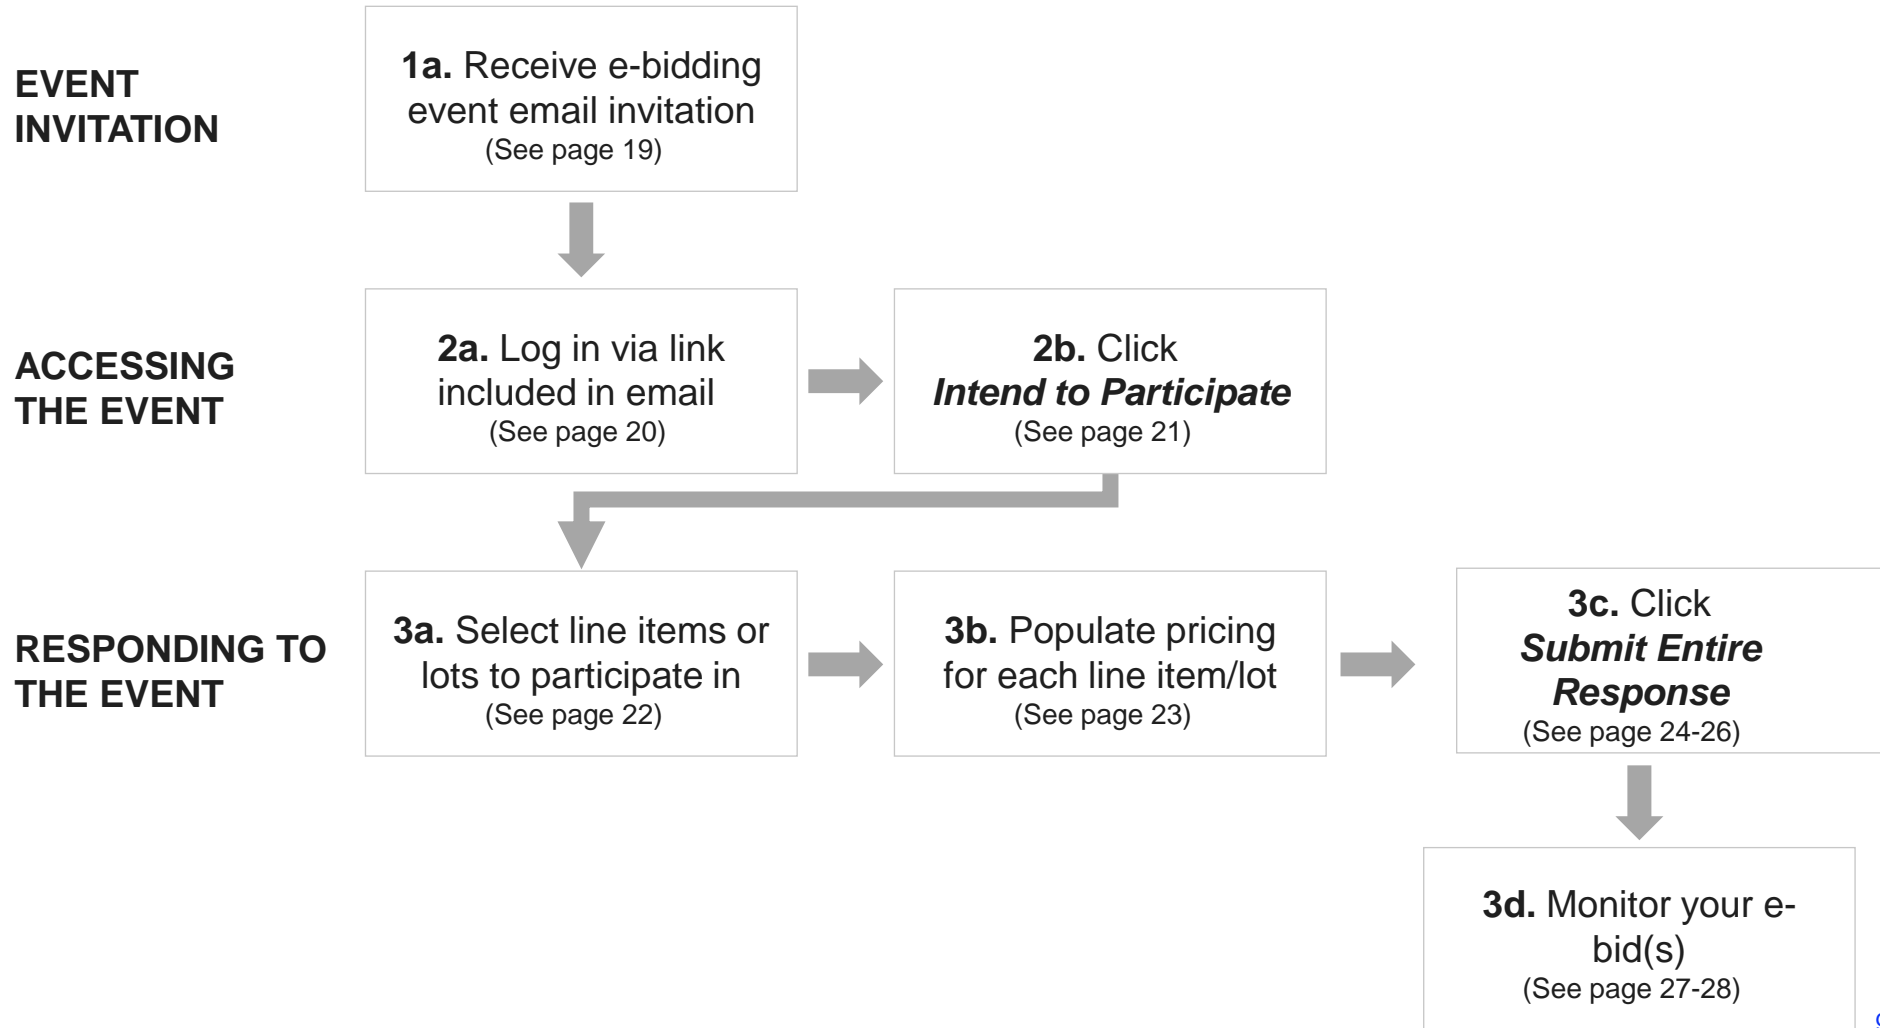 EVENT
INVITATION
1a. Receive e-bidding
event email invitation
(See page 19)
ACCESSING
THE EVENT
2a. Log in via link
included in email
(See page 20)
2b. Click
Intend to Participate
(See page 21)
RESPONDING TO
THE EVENT
3a. Select line items or
lots to participate in
(See page 22)
3b. Populate pricing
for each line item/lot
(See page 23)
3c. Click
Submit Entire
Response
(See page 24-26)
3d. Monitor your e-
bid(s)
(See page 27-28)